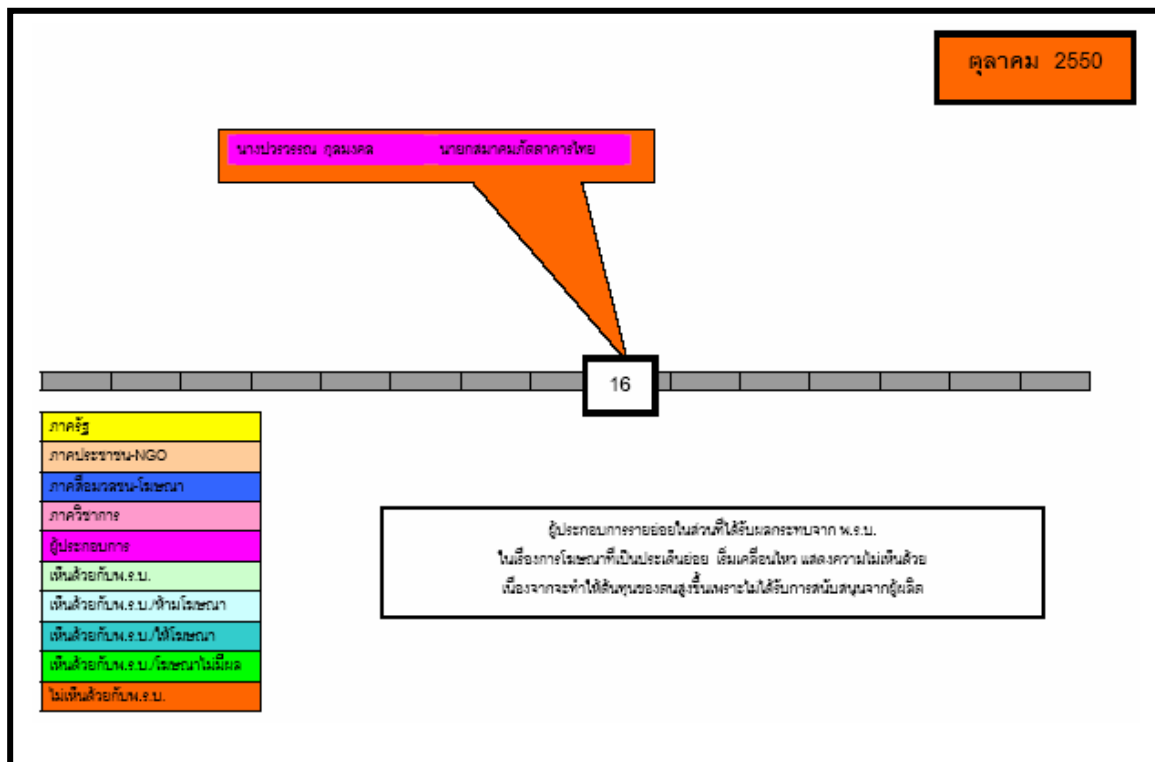 ตุลาคม 2550
นางปวรวรรณ กุลมงคล นายกสมาคมภัตตาคารไทย
16
ภาครัฐ
ภาคประชาชน-NGO
ภาคสื่อมวลชน-โฆษณา
ภาควิชาการ
ผู้ประกอบการ
เห็นด้วยกับพ.ร.บ.
เห็นด้วยกับพ.ร.บ./ห้ามโฆษณา
เห็นด้วยกับพ.ร.บ./ให้โฆษณา
เห็นด้วยกับพ.ร.บ./โฆษณาไม่มีผล
ไม่เห็นด้วยกับพ.ร.บ.
ผู้ประกอบการรายย่อยในส่วนที่ได้รับผลกระทบจาก พ.ร.บ.
ในเรื่องการโฆษณาที่เป็นประเด็นย่อย เริ่มเคลื่อนไหว แสดงความไม่เห็นด้วย
เนื่องจากจะทำให้ต้นทุนของตนสูงขึ้นเพราะไม่ได้รับการสนับสนุนจากผู้ผลิต